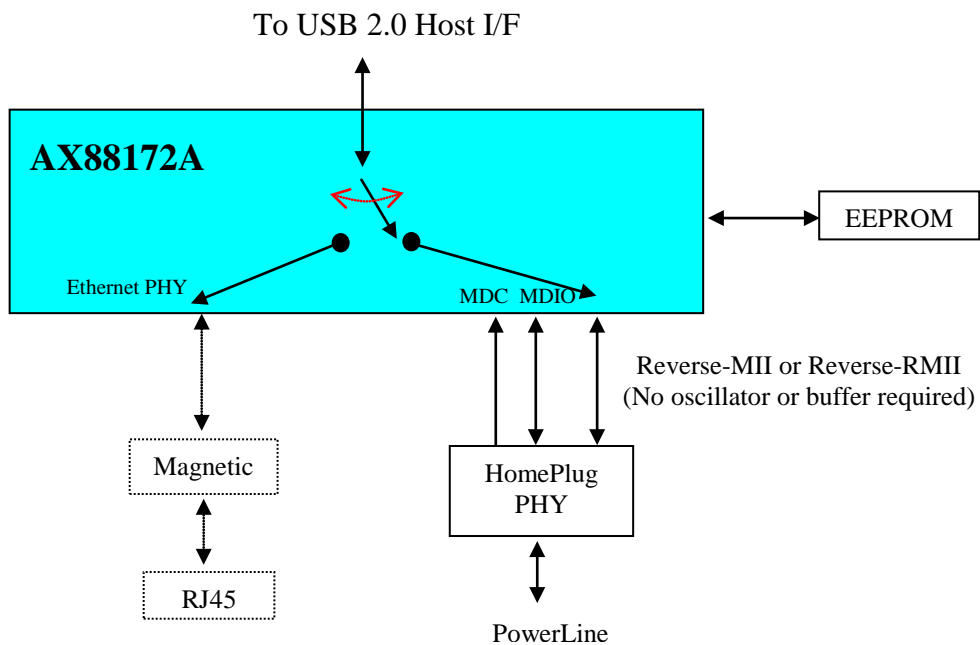 To USB 2.0 Host I/F
AX88172A
EEPROM
Ethernet PHY
MDC MDIO
Reverse-MII or Reverse-RMII
(No oscillator or buffer required)
Magnetic
HomePlug
PHY
RJ45
PowerLine